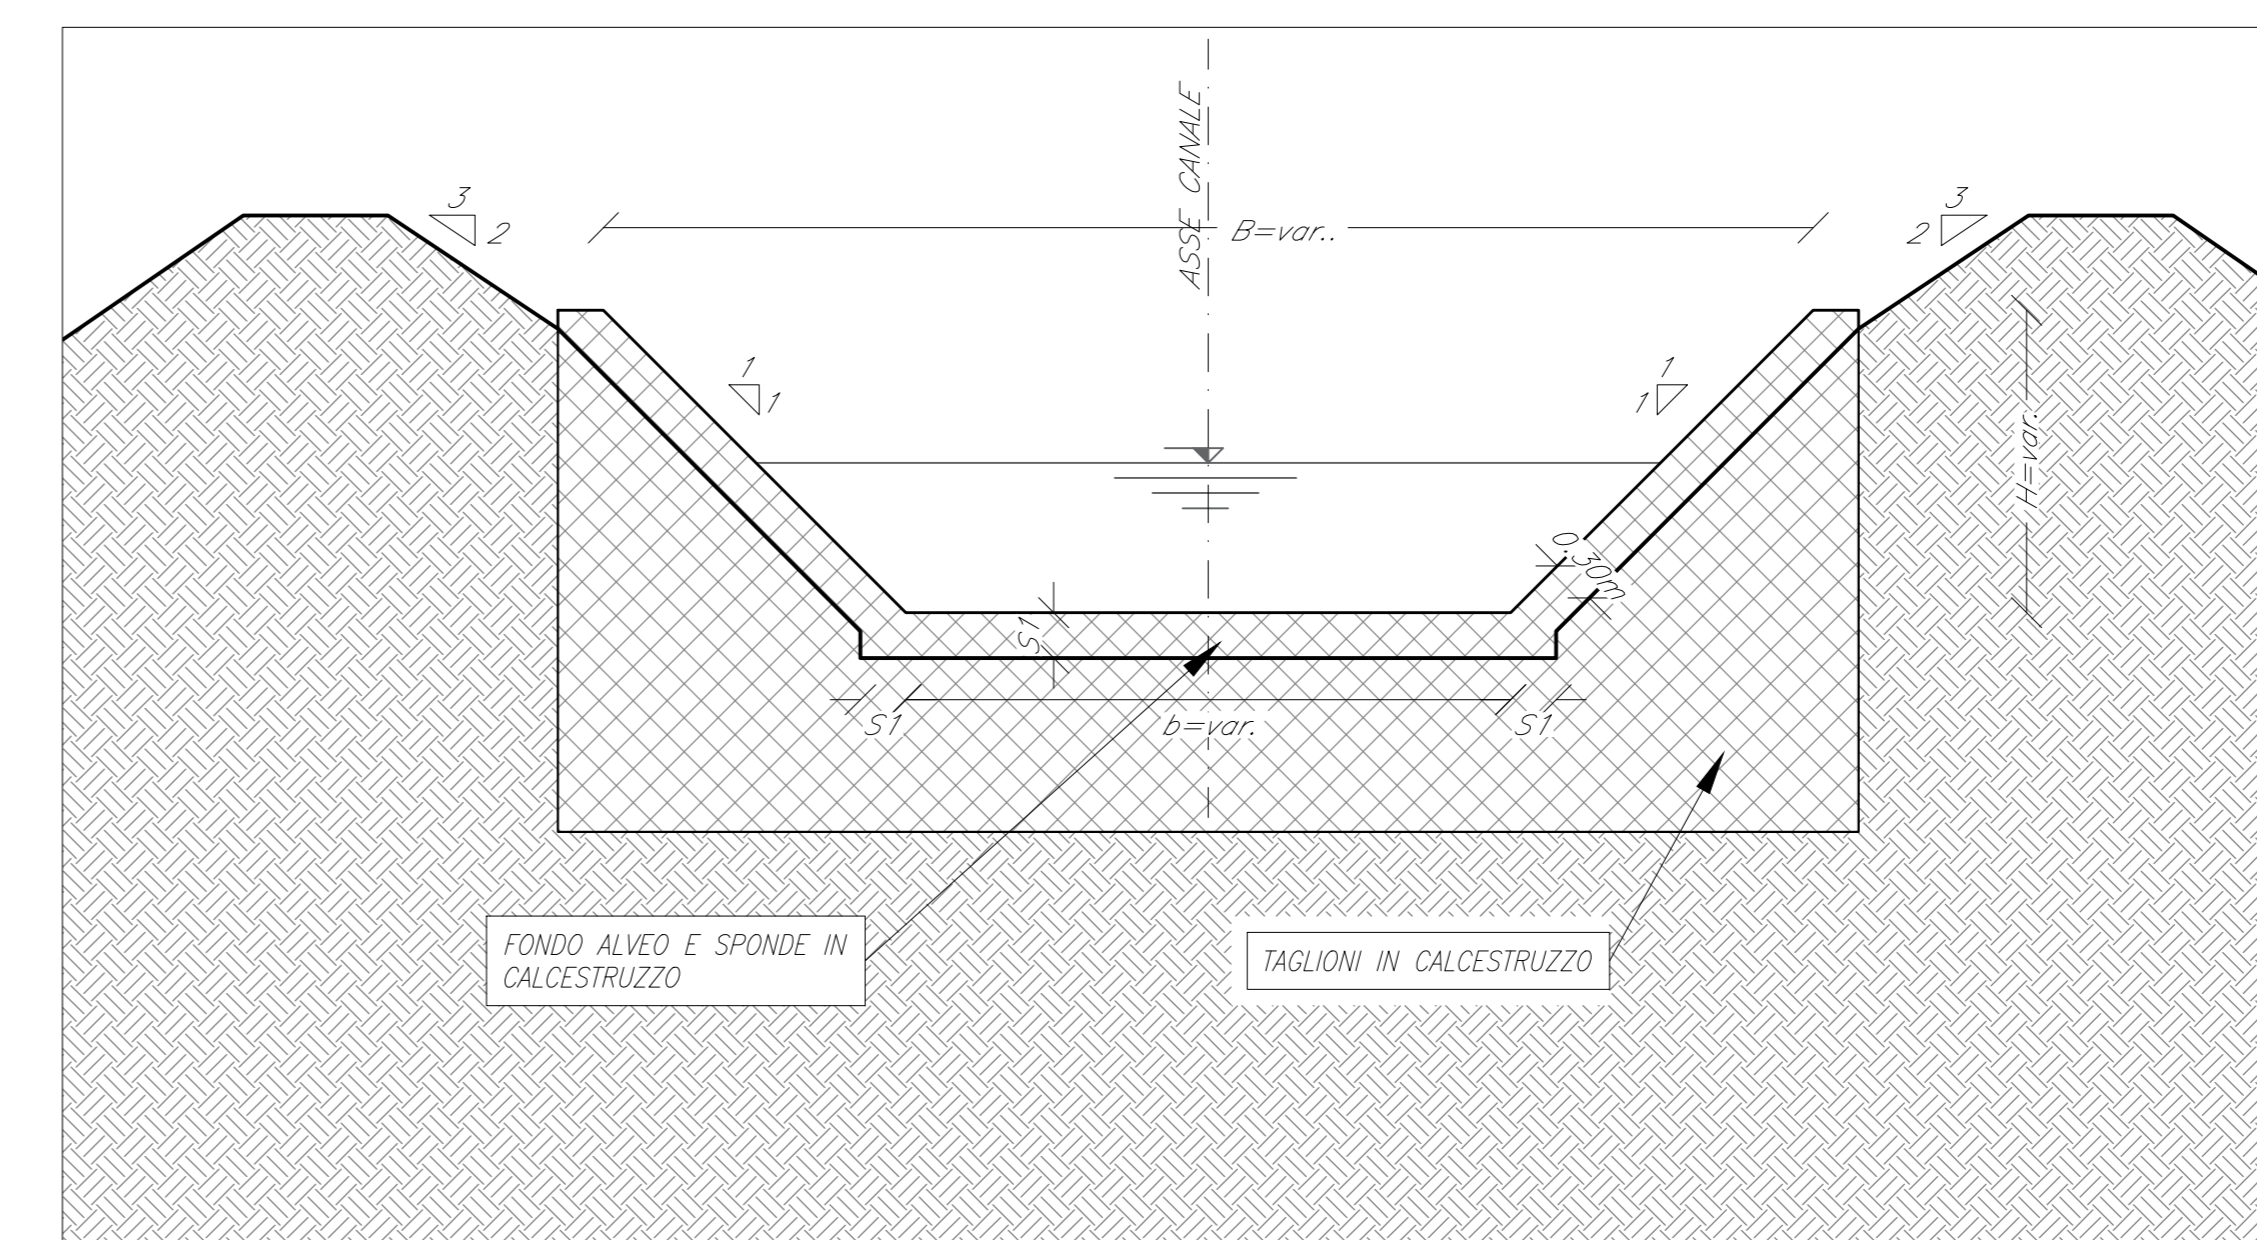 ASSE CANALE
3
2
B=var..
3
2
1
1
1
1
H=var.
0.30m
S1
S1
b=var.
S1
FONDO ALVEO E SPONDE IN
CALCESTRUZZO
TAGLIONI IN CALCESTRUZZO